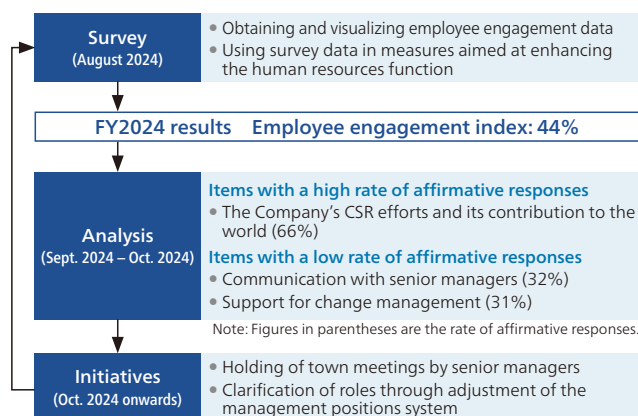 Survey
(August 2024)
● Obtaining and visualizing employee engagement data
● Using survey data in measures aimed at enhancing
the human resources function
FY2024 results Employee engagement index: 44%
Analysis
(Sept. 2024 – Oct. 2024)
Items with a high rate of affirmative responses
● The Company's CSR efforts and its contribution to the
world (66%)
Items with a low rate of affirmative responses
● Communication with senior managers (32%)
● Support for change management (31%)
Note: Figures in parentheses are the rate of affirmative responses.
Initiatives
(Oct. 2024 onwards)
● Holding of town meetings by senior managers
● Clarification of roles through adjustment of the
management positions system